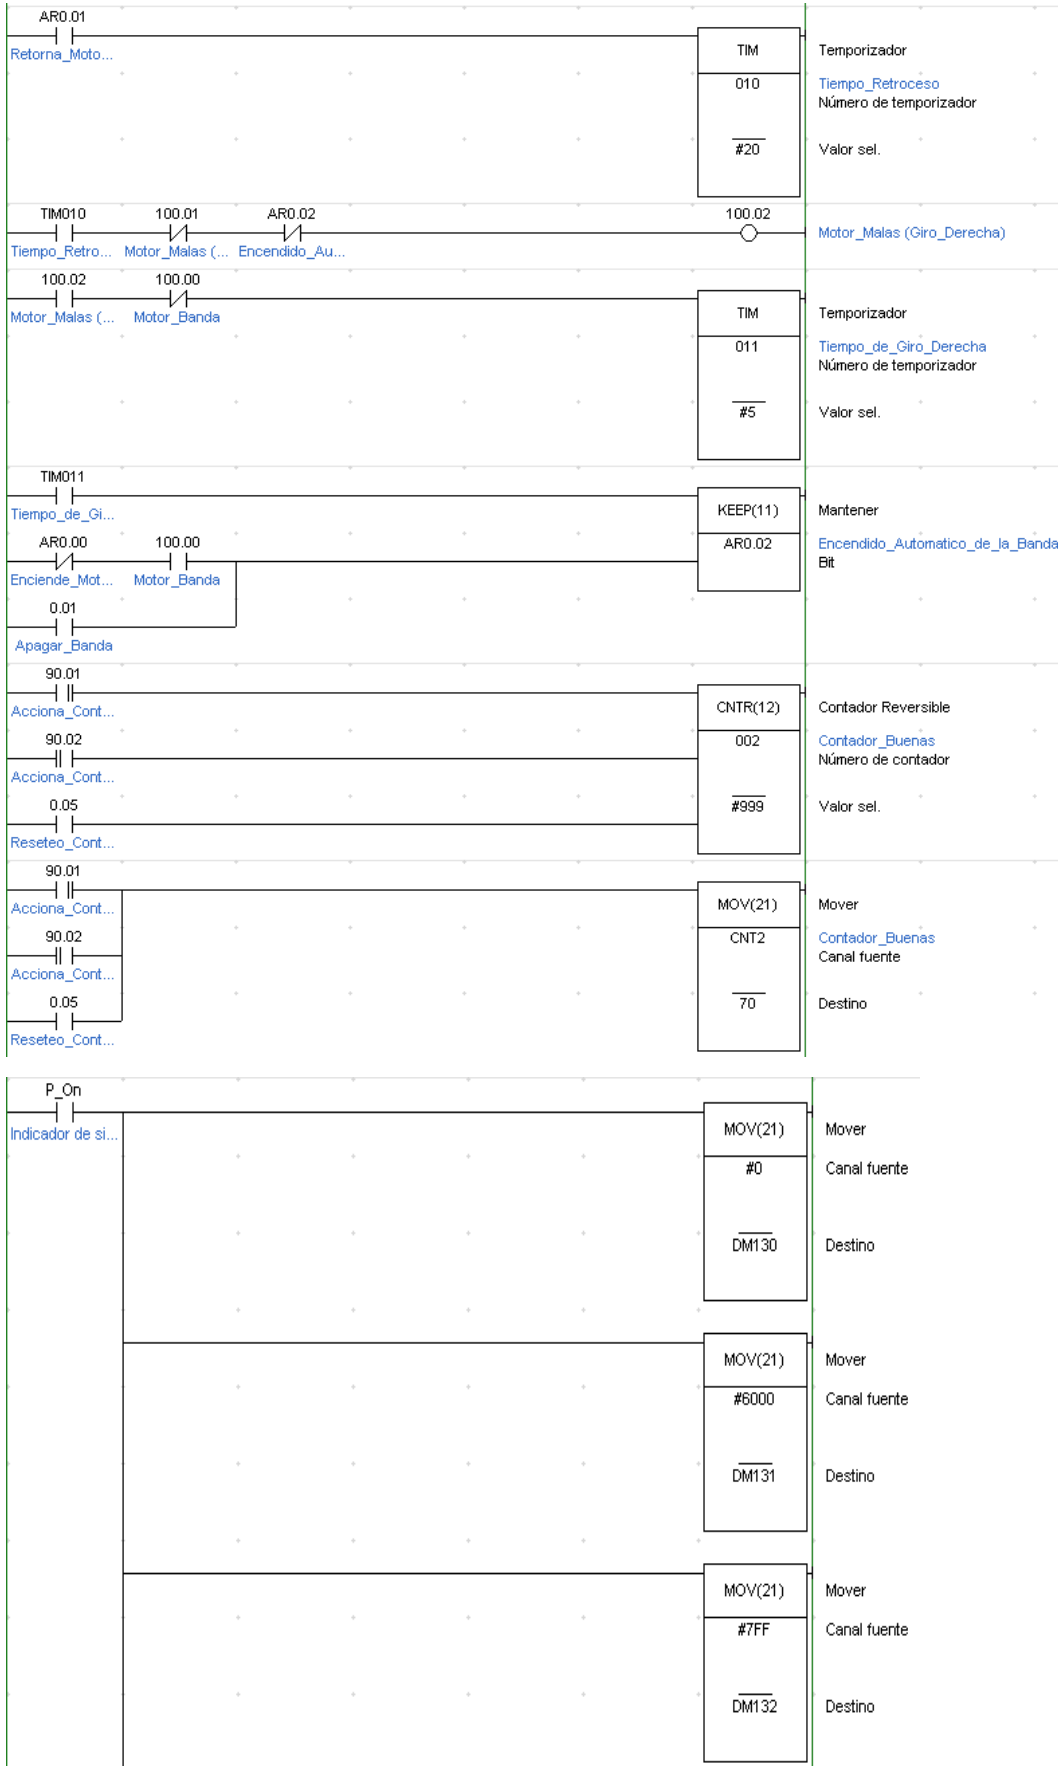 AR0.01
Retorna_Moto...
TIM
Temporizador
010
Tiempo_Retroceso
Número de temporizador
#20
Valor sel.
TIM010
100.01
AR0.02
100.02
Tiempo_Retro...
Motor_Malas (...
Encendido_Au...
Motor_Malas (Giro_Derecha)
100.02
100.00
Motor_Malas (...
Motor_Banda
TIM
Temporizador
011
Tiempo_de_Giro_Derecha
Número de temporizador
#5
Valor sel.
TIM011
Tiempo_de_Gi...
KEEP(11)
Mantener
AR0.00
100.00
AR0.02
Encendido_Automatico_de_la_Banda
Bit
Enciende_Mot...
Motor_Banda
0.01
Apagar_Banda
90.01
Acciona_Cont...
CNTR(12)
Contador Reversible
90.02
002
Contador_Buenas
Número de contador
Acciona_Cont...
0.05
#999
Valor sel.
Reseteo_Cont...
90.01
Acciona_Cont...
MOV(21)
Mover
90.02
CNT2
Contador_Buenas
Canal fuente
Acciona_Cont...
0.05
70
Destino
Reseteo_Cont...
P_On
Indicador de si...
MOV(21)
Mover
#0
Canal fuente
DM130
Destino
MOV(21)
Mover
#6000
Canal fuente
DM131
Destino
MOV(21)
Mover
#7FF
Canal fuente
DM132
Destino